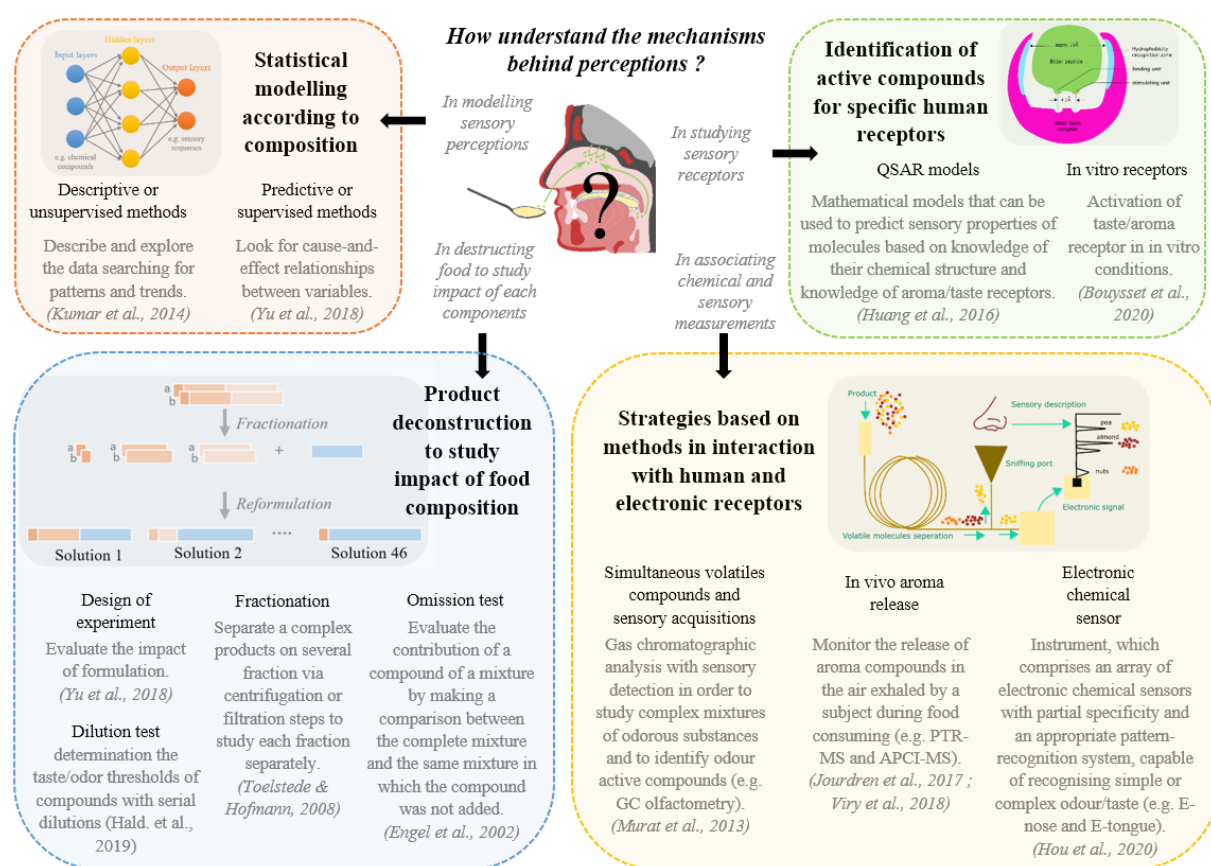 How understand the mechanisms
behind perceptions ?
In modelling
sensory
perceptions
In studying
sensory
receptors
In destructing
food to study
impact of each
components
In associating
chemical and
sensory
measurements
?
Input layers
Hidden layers
Output layers
e.g. chemical
compounds
e.g. sensory
responses
Statistical
modelling
according to
composition
Descriptive or
unsupervised methods
Describe and explore
the data searching for
patterns and trends.
(Kumar et al., 2014)
Predictive or
supervised methods
Look for cause-and-
effect relationships
between variables.
(Yu et al., 2018)
Identification of
active compounds
for specific human
receptors
Bitter peptide
Hydrophobicity
recognition zone
binding unit
stimulating unit
Bitter taste
receptor
QSAR models
Mathematical models that can be
used to predict sensory properties of
molecules based on knowledge of
their chemical structure and
knowledge of aroma/taste receptors.
(Huang et al., 2016)
In vitro receptors
Activation of
taste/aroma
receptor in in vitro
conditions.
(Bouysset et al.,
2020)
a
b
Fractionation
a
b
a
b
a
b
+
Reformulation
Solution 1
Solution 2
....
Solution 46
Product
deconstruction
to study
impact of food
composition
Design of
experiment
Evaluate the impact
of formulation.
(Yu et al., 2018)
Dilution test
determination the
taste/odor thresholds of
compounds with serial
dilutions (Hald. et al.,
2019)
Fractionation
Separate a complex
products on several
fraction via
centrifugation or
filtration steps to
study each fraction
separately.
(Toelstede &
Hofmann, 2008)
Omission test
Evaluate the
contribution of a
compound of a mixture
by making a
comparison between
the complete mixture
and the same mixture in
which the compound
was not added.
(Engel et al., 2002)
Strategies based on
methods in interaction
with human and
electronic receptors
Product
Sensory description
pea
almond
nuts
Sniffing port
Electronic signal
Volatile molecules seperation
Simultaneous volatiles
compounds and
sensory acquisitions
Gas chromatographic
analysis with sensory
detection in order to
study complex mixtures
of odorous substances
and to identify odour
active compounds (e.g.
GC olfactometry).
(Murat et al., 2013)
In vivo aroma
release
Monitor the release of
aroma compounds in
the air exhaled by a
subject during food
consuming (e.g. PTR-
MS and APCI-MS).
(Jourdren et al., 2017 ;
Viry et al., 2018)
Electronic
chemical
sensor
Instrument, which
comprises an array of
electronic chemical sensors
with partial specificity and
an appropriate pattern-
recognition system, capable
of recognising simple or
complex odour/taste (e.g. E-
nose and E-tongue).
(Hou et al., 2020)